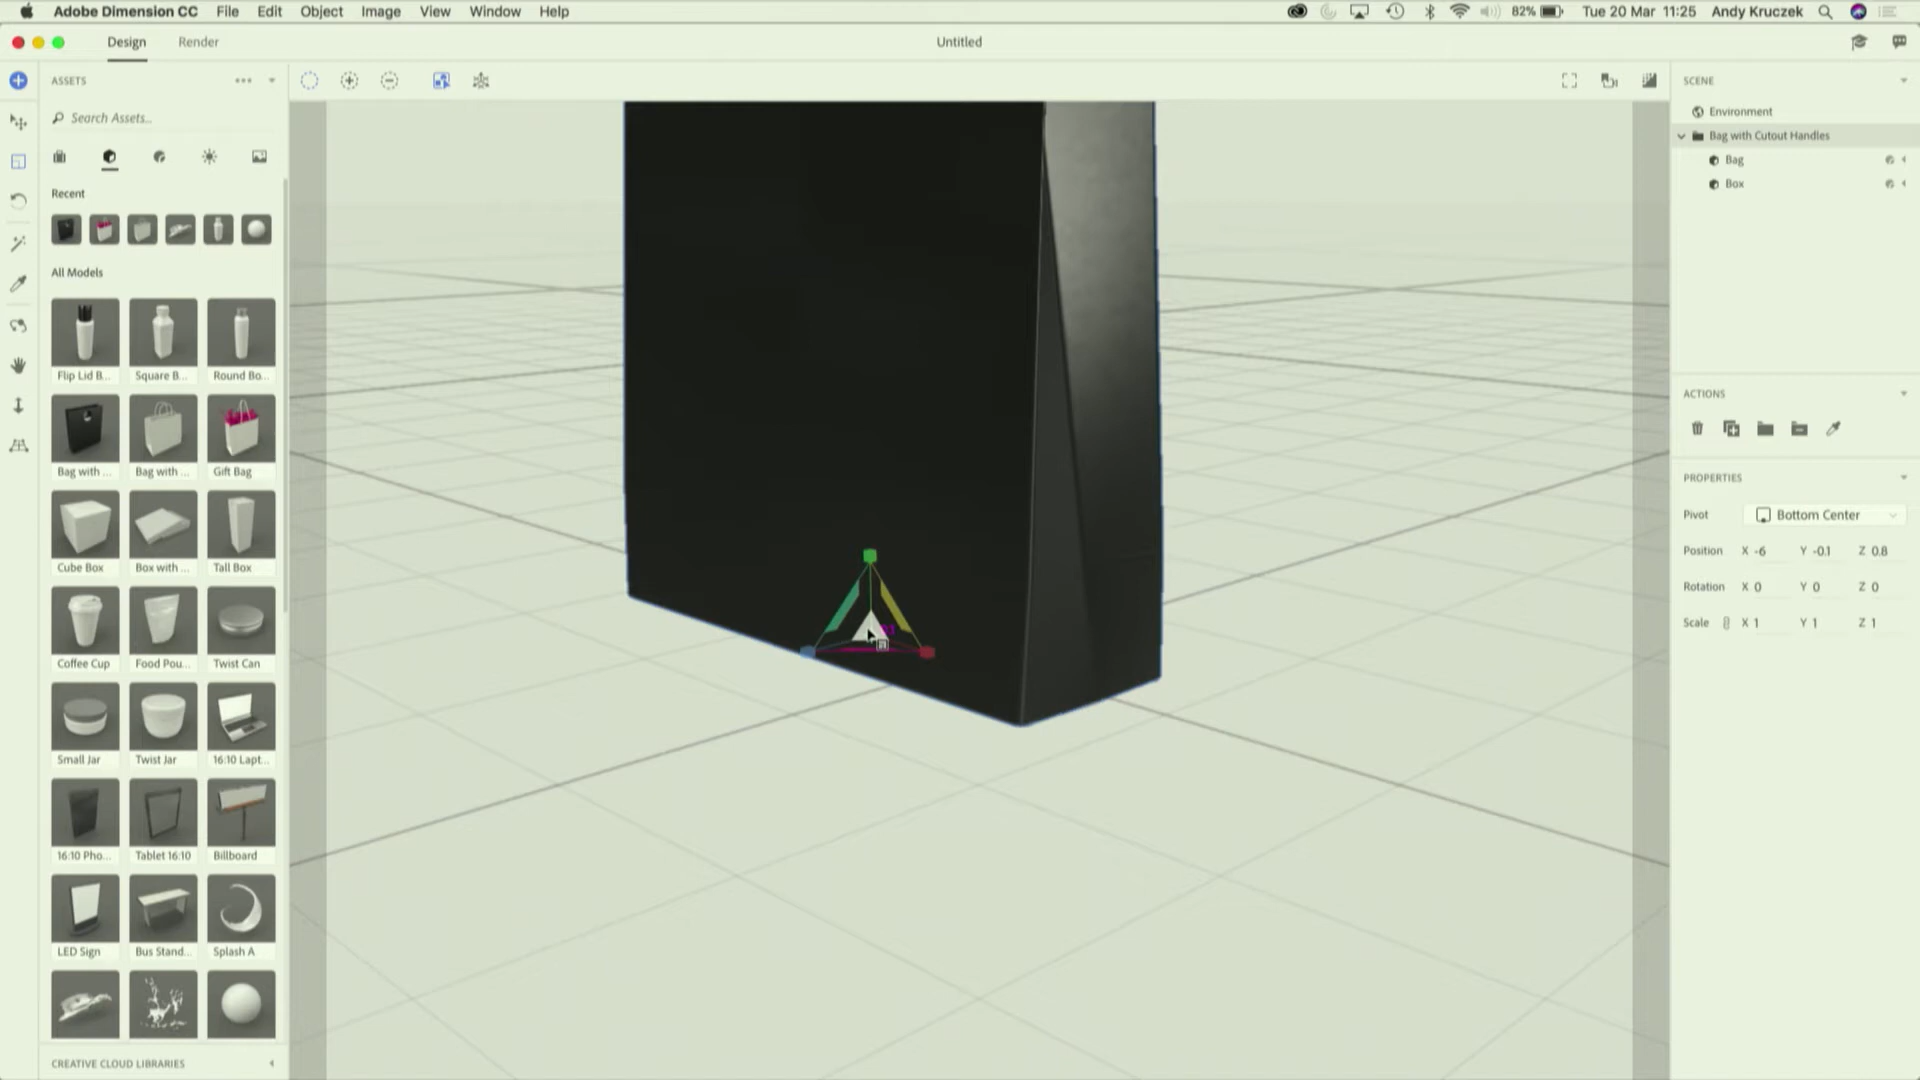 Adobe Dimension CC File Edit Object Image View Window Help 82% Tue 20 Mar 11:25 Andy Kruczek
Design Render Untitled
ASSETS
Search Assets...
Recent
All Models
Flip Lid B... Square B... Round Bo...
Bag with ... Bag with ... Gift Bag
Cube Box Box with ... Tall Box
Coffee Cup Food Pou... Twist Can
Small Jar Twist Jar 16:10 Lapt...
16:10 Pho... Tablet 16:10 Billboard
LED Sign Bus Stand... Splash A
CREATIVE CLOUD LIBRARIES
SCENE
Environment
Bag with Cutout Handles
Bag
Box
ACTIONS
PROPERTIES
Pivot Bottom Center
Position X -6 Y -0.1 Z 0.8
Rotation X 0 Y 0 Z 0
Scale X 1 Y 1 Z 1